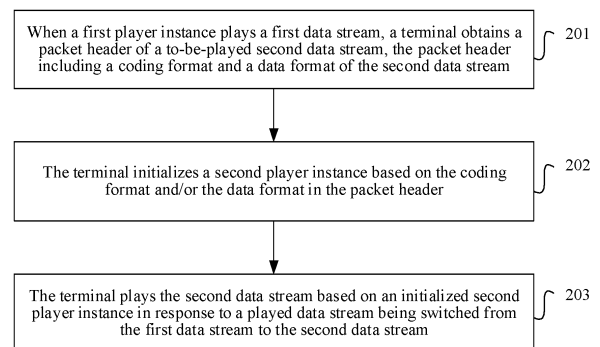 When a first player instance plays a first data stream, a terminal obtains a
packet header of a to-be-played second data stream, the packet header
including a coding format and a data format of the second data stream
201
The terminal initializes a second player instance based on the coding
format and/or the data format in the packet header
202
The terminal plays the second data stream based on an initialized second
player instance in response to a played data stream being switched from
the first data stream to the second data stream
203